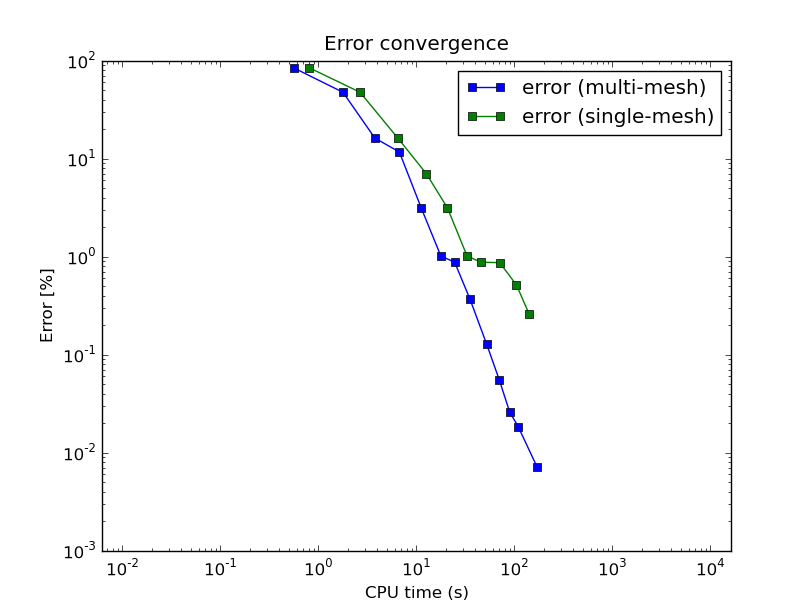 Error convergence
error (multi-mesh)
error (single-mesh)
Error [%]
10^2
10^1
10^0
10^-1
10^-2
10^-3
10^-2 10^-1 10^0 10^1 10^2 10^3 10^4
CPU time (s)